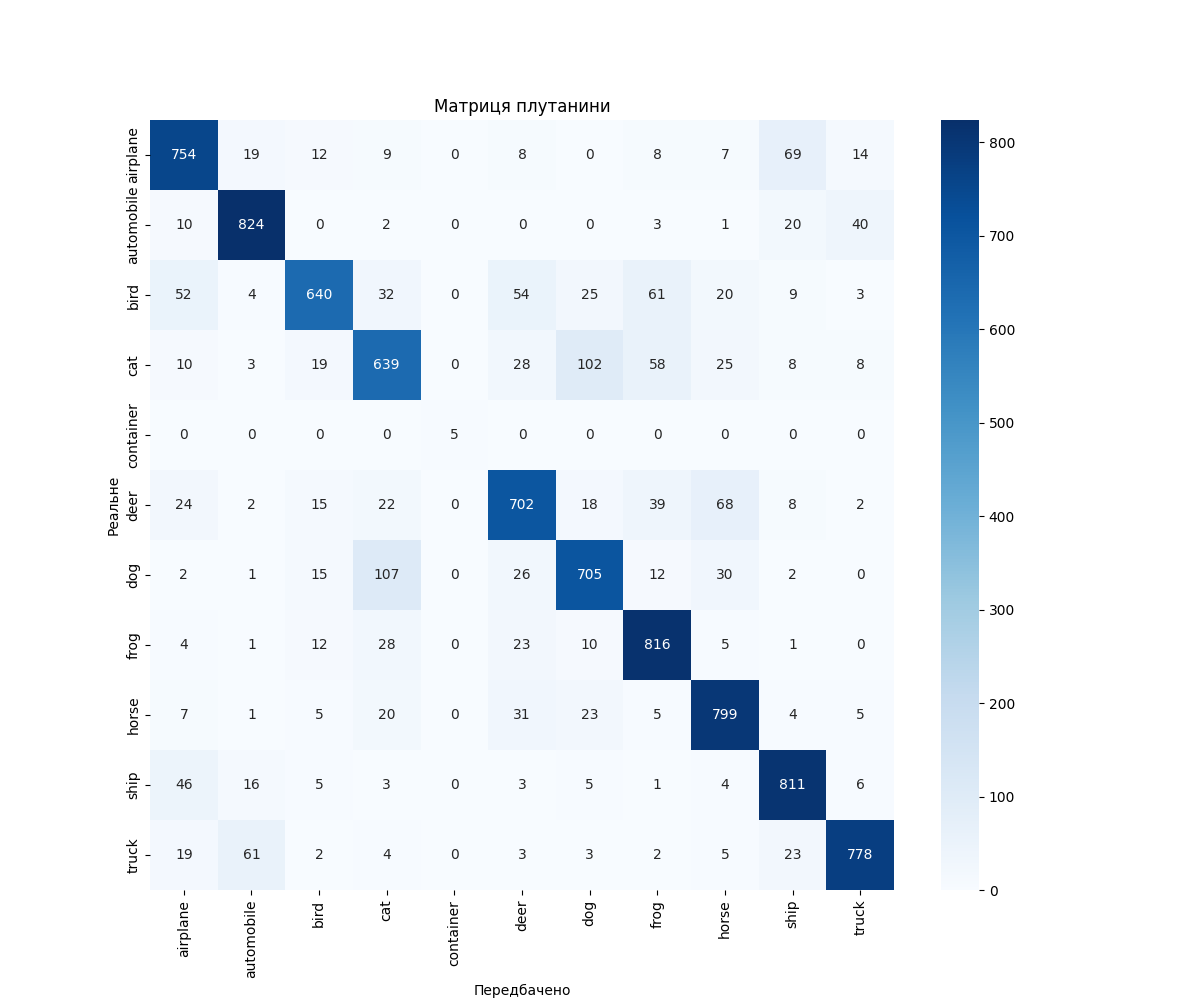 Матриця плутанини
airplane 754 19 12 9 0 8 0 8 7 69 14
automobile 10 824 0 2 0 0 0 3 1 20 40
bird 52 4 640 32 0 54 25 61 20 9 3
cat 10 3 19 639 0 28 102 58 25 8 8
container 0 0 0 0 5 0 0 0 0 0 0
deer 24 2 15 22 0 702 18 39 68 8 2
dog 2 1 15 107 0 26 705 12 30 2 0
frog 4 1 12 28 0 23 10 816 5 1 0
horse 7 1 5 20 0 31 23 5 799 4 5
ship 46 16 5 3 0 3 5 1 4 811 6
truck 19 61 2 4 0 3 3 2 5 23 778
Реальне
airplane automobile bird cat container deer dog frog horse ship truck
Передбачено
800
700
600
500
400
300
200
100
0